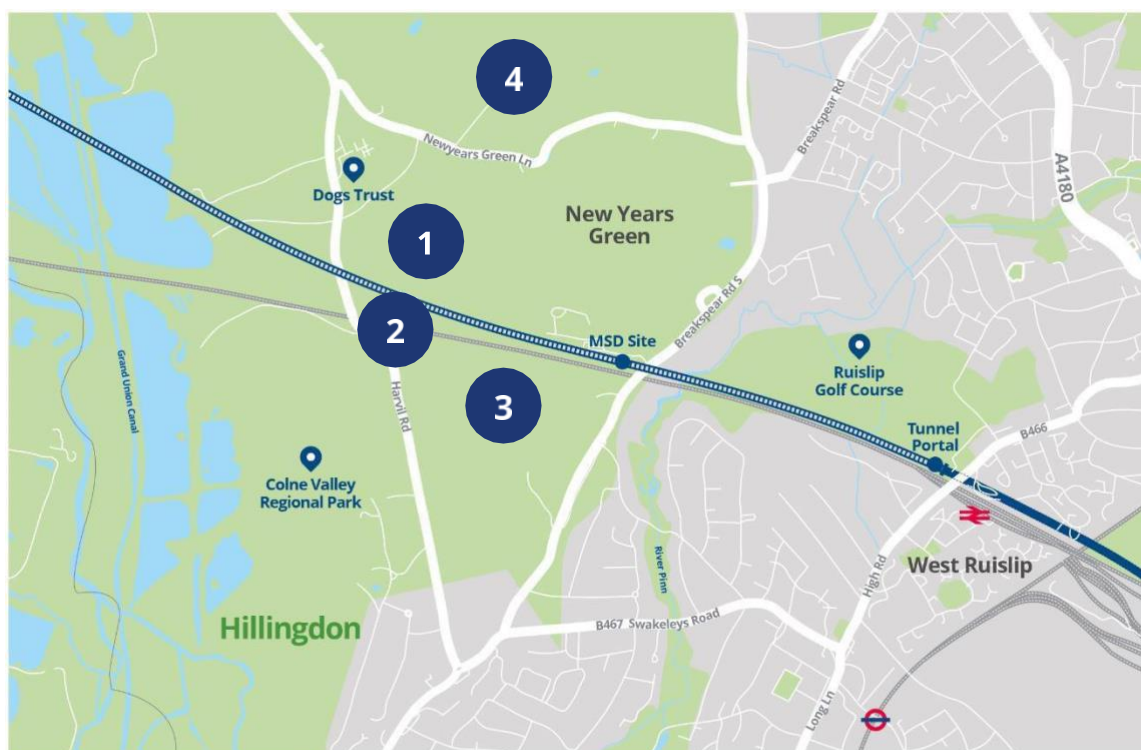 4
Breakspear Rd
A4180
Newyears Green Ln
Dogs Trust
New Years
Green
1
Breakspear Rd S
2
MSD Site
Ruislip
Golf Course
Grand Union Canal
Harvil Rd
3
Tunnel
Portal
B466
Colne Valley
Regional Park
River Pinn
High Rd
West Ruislip
Hillingdon
B467 Swakeleys Road
Long Ln